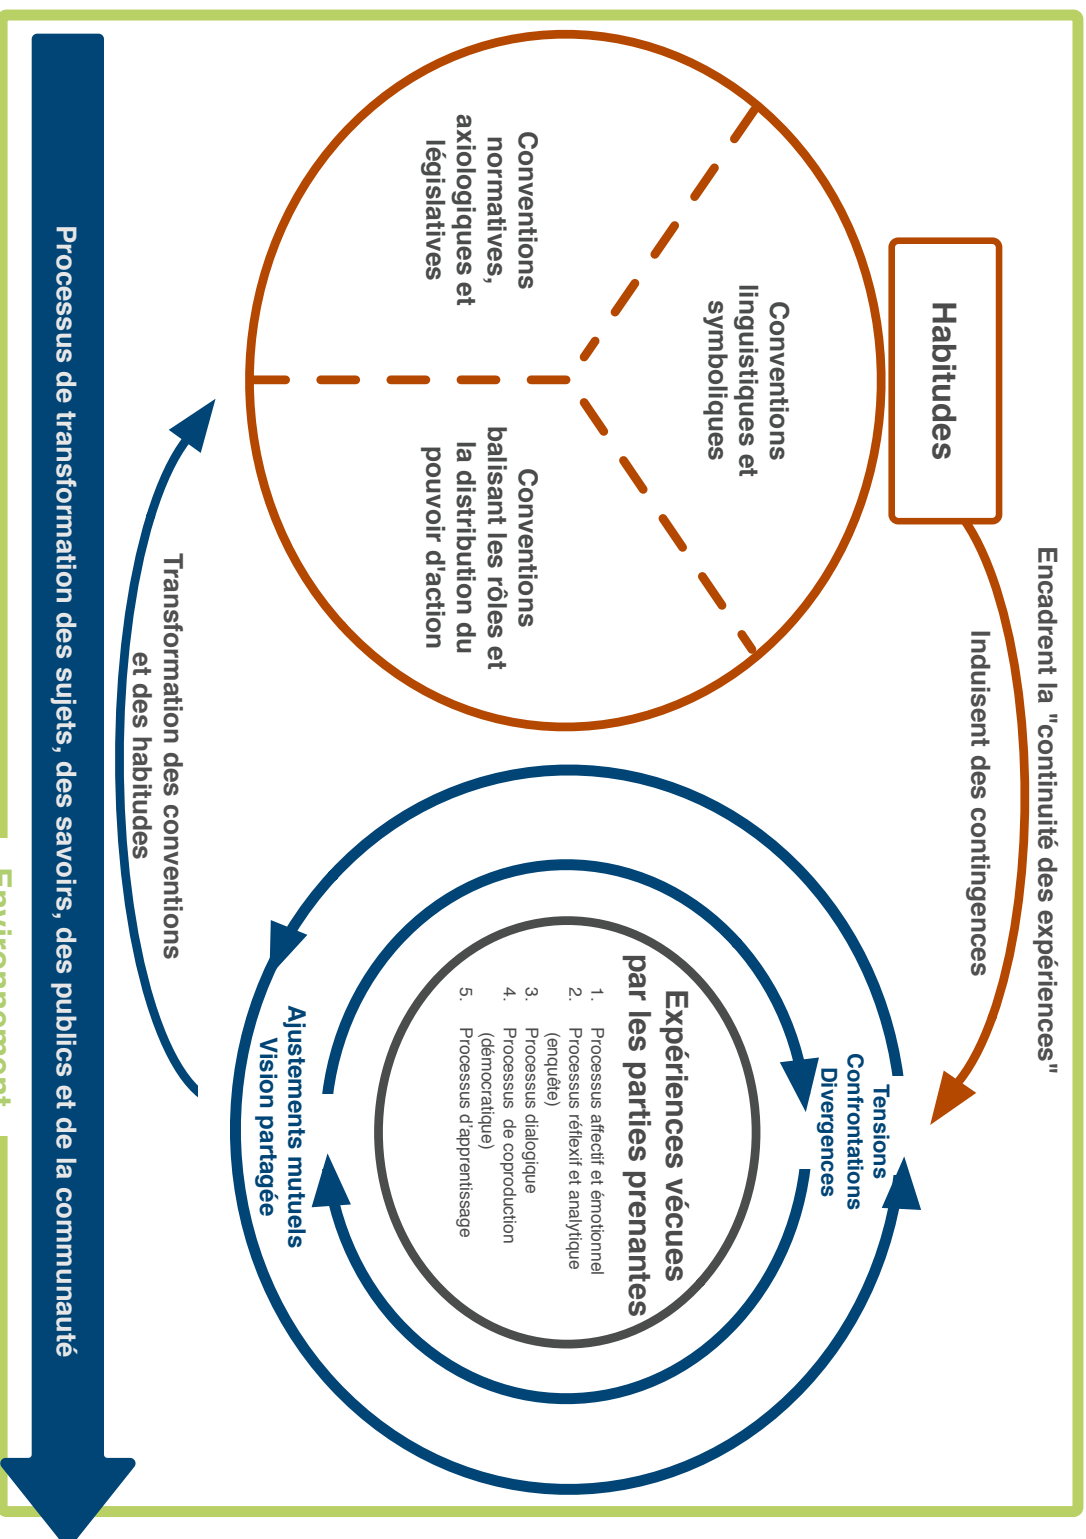 Encadrent la "continuité des expériences"
Induisent des contingences
Habitudes
Conventions
linguistiques et
symboliques
Conventions
normatives,
axiologiques et
législatives
Conventions
balisant les rôles et
la distribution du
pouvoir d'action
Tensions
Confrontations
Divergences
Expériences vécues
par les parties prenantes
1. Processus affectif et émotionnel
2. Processus réflexif et analytique
(enquête)
3. Processus dialogique
4. Processus de coproduction
(démocratique)
5. Processus d'apprentissage
Ajustements mutuels
Vision partagée
Transformation des conventions
et des habitudes
Processus de transformation des sujets, des savoirs, des publics et de la communauté
Environnement